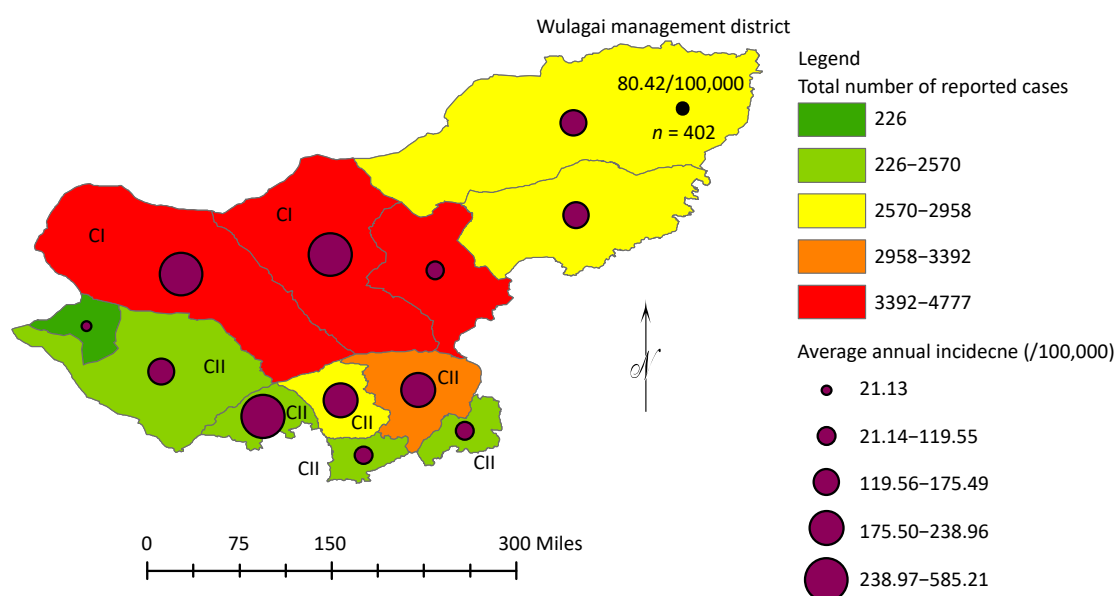 Wulagai management district
80.42/100,000
n = 402
CI
CI
CII
CII
CII
CII
CII
CII
N
0 75 150 300 Miles
Legend
Total number of reported cases
226
226–2570
2570–2958
2958–3392
3392–4777
Average annual incidecne (/100,000)
21.13
21.14–119.55
119.56–175.49
175.50–238.96
238.97–585.21